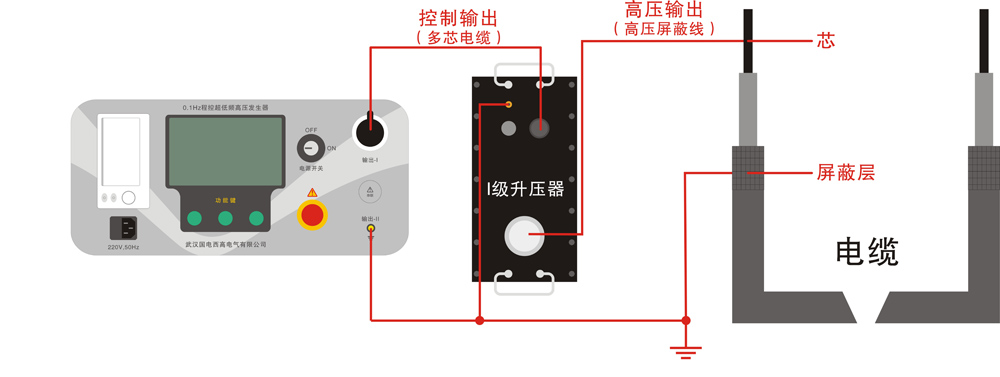 控制输出
（多芯电缆）
高压输出
（高压屏蔽线）
芯
0.1Hz程控超低频高压发生器
OFF
ON
电源开关
输出-I
I级升压器
屏蔽层
功能键
输出-II
220V,50Hz
武汉国电西高电气有限公司
电缆